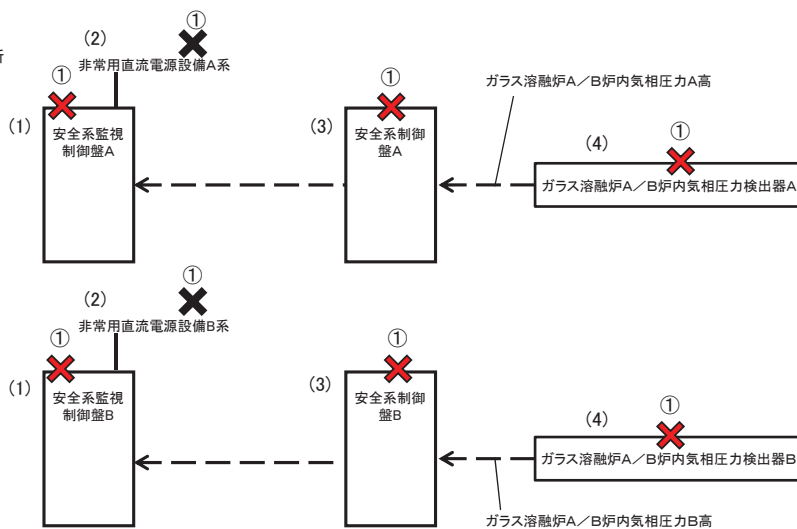 断
①
(2)
非常用直流電源設備A系
①
(1)
安全系監視
制御盤A
①
(3)
安全系制御
盤A
ガラス溶融炉A／B炉内気相圧力A高
①
(4)
ガラス溶融炉A／B炉内気相圧力検出器A
①
(2)
非常用直流電源設備B系
①
(1)
安全系監視
制御盤B
①
(3)
安全系制御
盤B
①
(4)
ガラス溶融炉A／B炉内気相圧力検出器B
ガラス溶融炉A／B炉内気相圧力B高